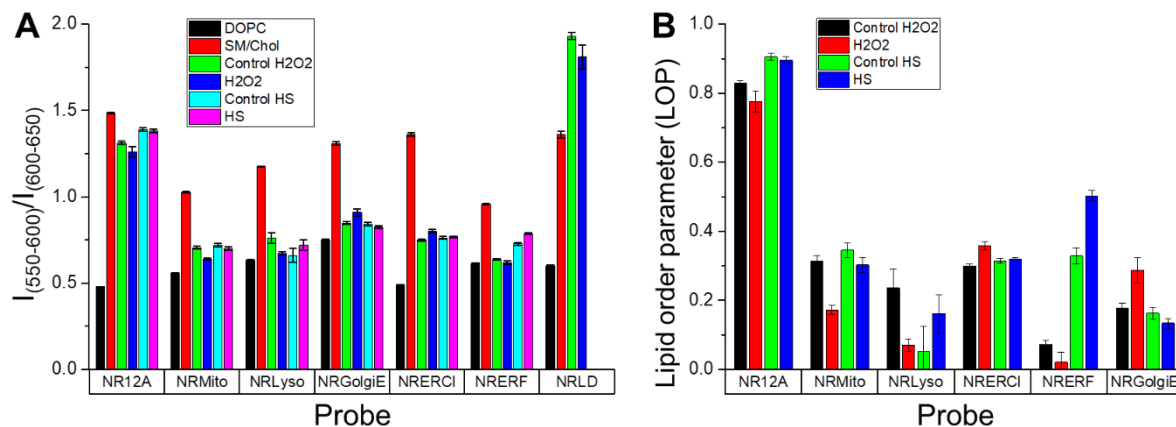 A
DOPC
SM/Chol
Control H2O2
H2O2
Control HS
HS
2.0
1.5
1.0
0.5
0.0
I(550-600)/I(600-650)
NR12A NRMito NRLyso NRGolgiE NRERCl NRERF NRLD
Probe
B
Control H2O2
H2O2
Control HS
HS
1.0
0.8
0.6
0.4
0.2
0.0
Lipid order parameter (LOP)
NR12A NRMito NRLyso NRERCl NRERF NRGolgiE
Probe